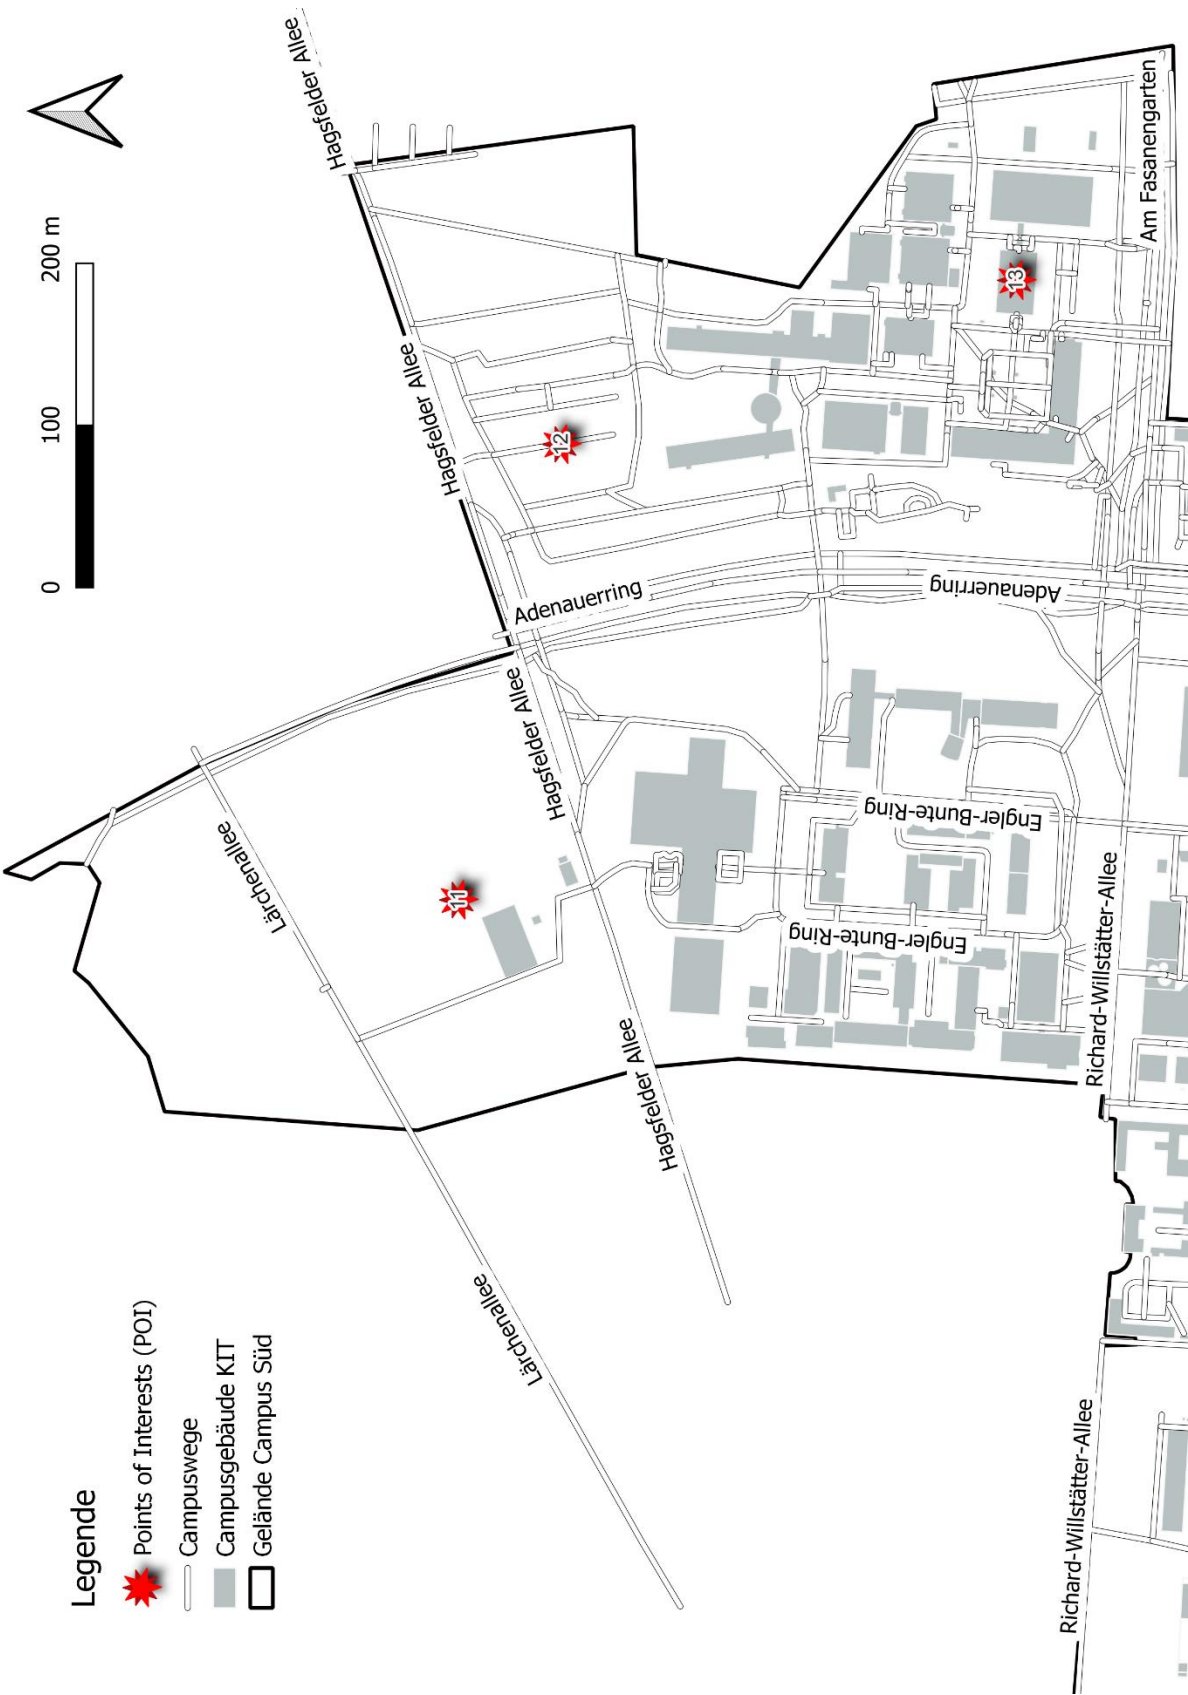 Legende
Points of Interests (POI)
Campuswege
Campusgebäude KIT
Gelände Campus Süd
0 100 200 m
Lärchenallee
Lärchenallee
Hagsfelder Allee
Hagsfelder Allee
Hagsfelder Allee
Hagsfelder Allee
11
12
13
Adenauerring
Adenauerring
Engler-Bunte-Ring
Engler-Bunte-Ring
Richard-Willstätter-Allee
Richard-Willstätter-Allee
Am Fasanengarten